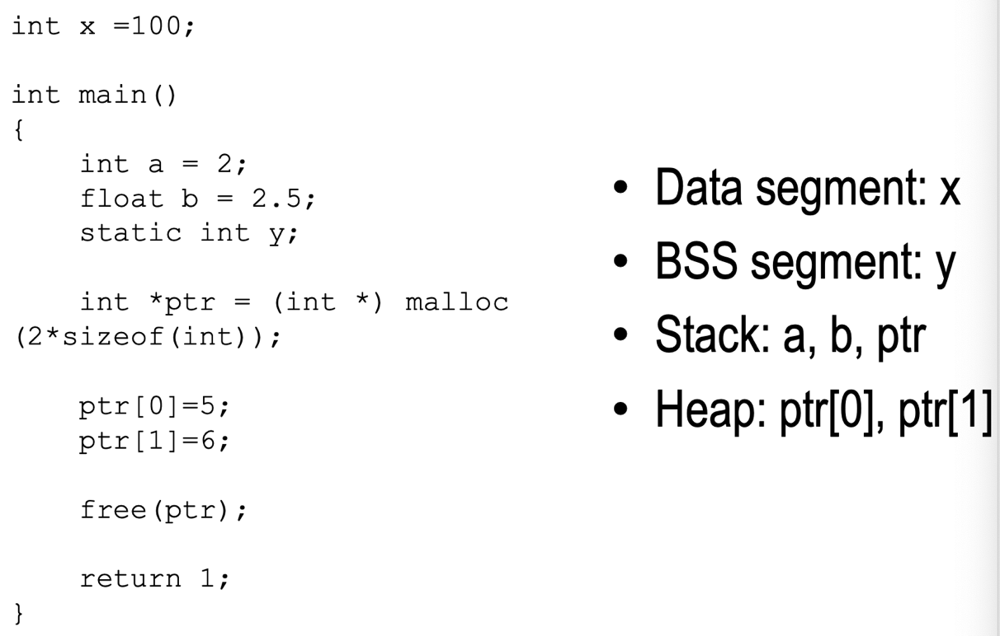 int x =100;
int main()
{
int a = 2;
float b = 2.5;
static int y;
int *ptr = (int *) malloc
(2*sizeof(int));
ptr[0]=5;
ptr[1]=6;
free(ptr);
return 1;
}
• Data segment: x
• BSS segment: y
• Stack: a, b, ptr
• Heap: ptr[0], ptr[1]